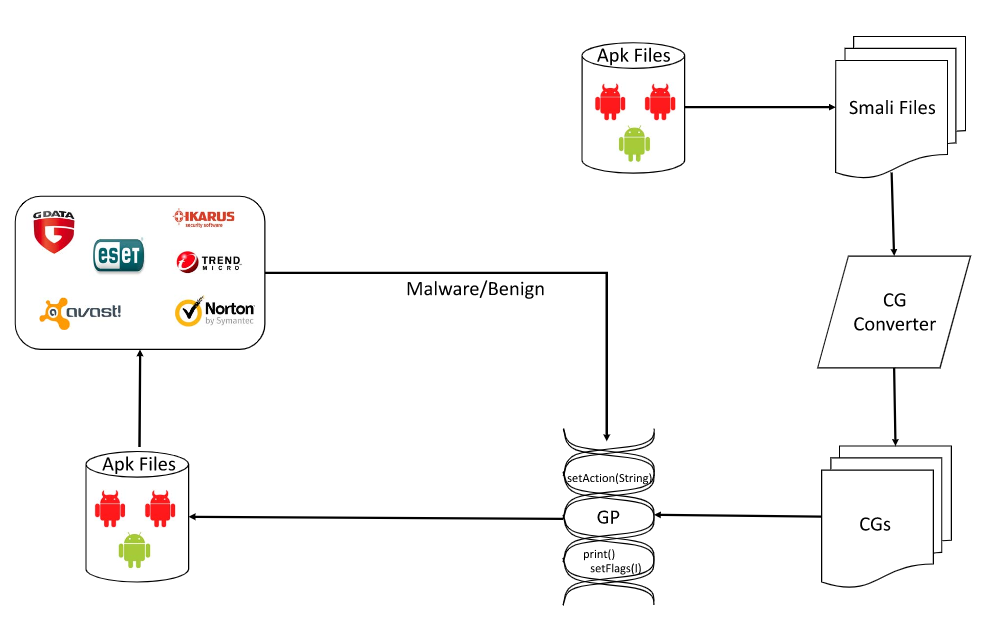 Apk Files
Smali Files
G DATA
IKARUS
security software
eseT
TREND
MICRO
avast!
Norton
by Symantec
Malware/Benign
CG
Converter
Apk Files
setAction(String)
GP
print()
setFlags(I)
CGs